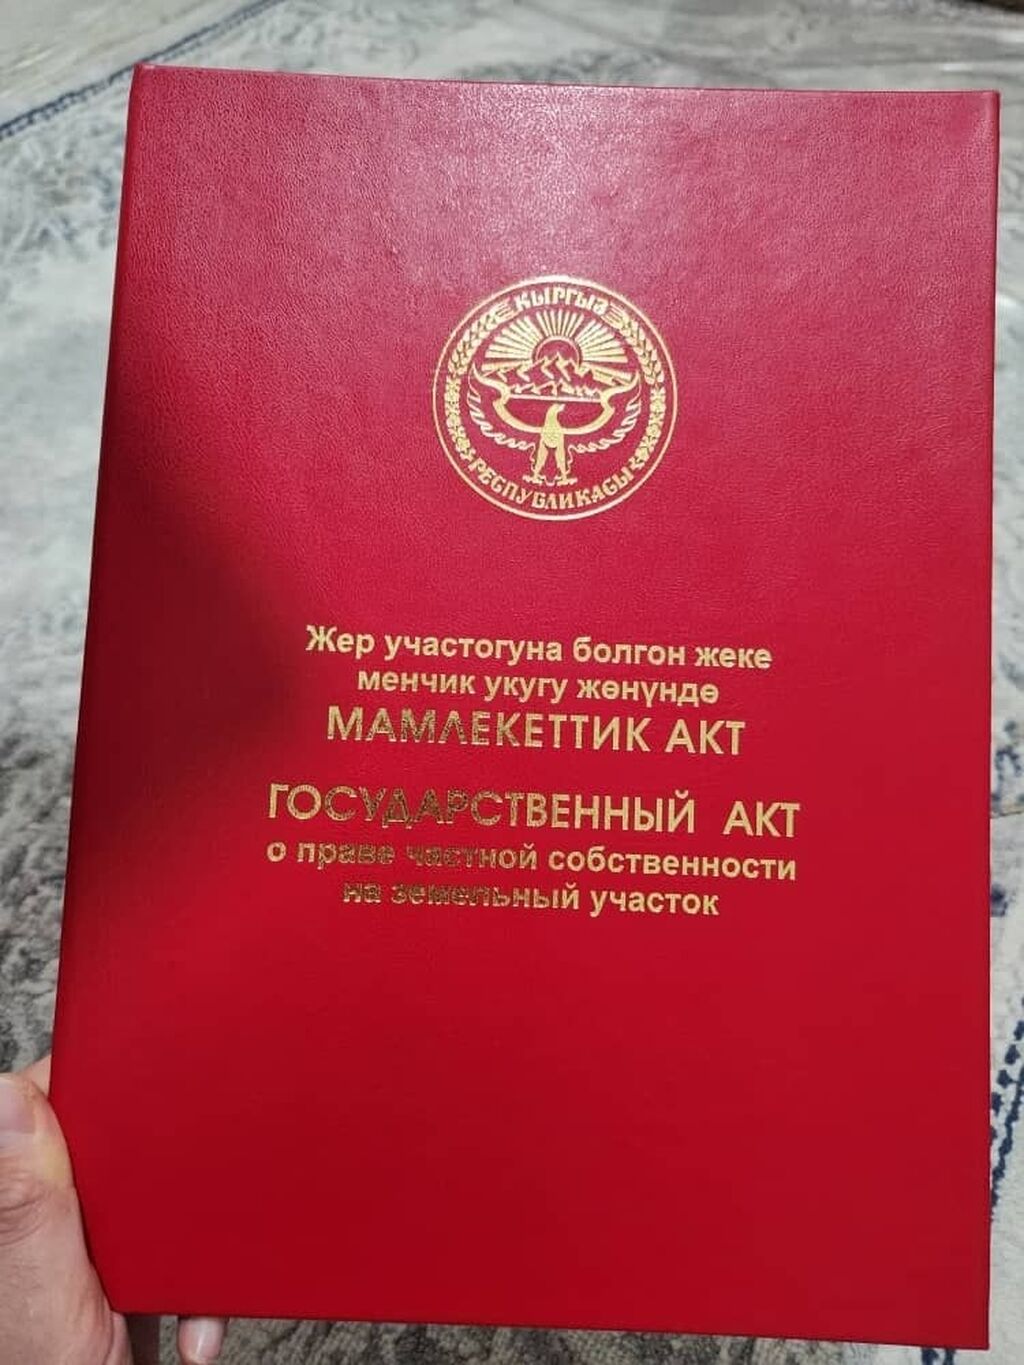 КЫРГЫЗ
РЕСПУБЛИКАСЫ
Жер участогуна болгон жеке
менчик укугу жөнүндө
МАМЛЕКЕТТИК АКТ
ГОСУДАРСТВЕННЫЙ АКТ
о праве частной собственности
на земельный участок